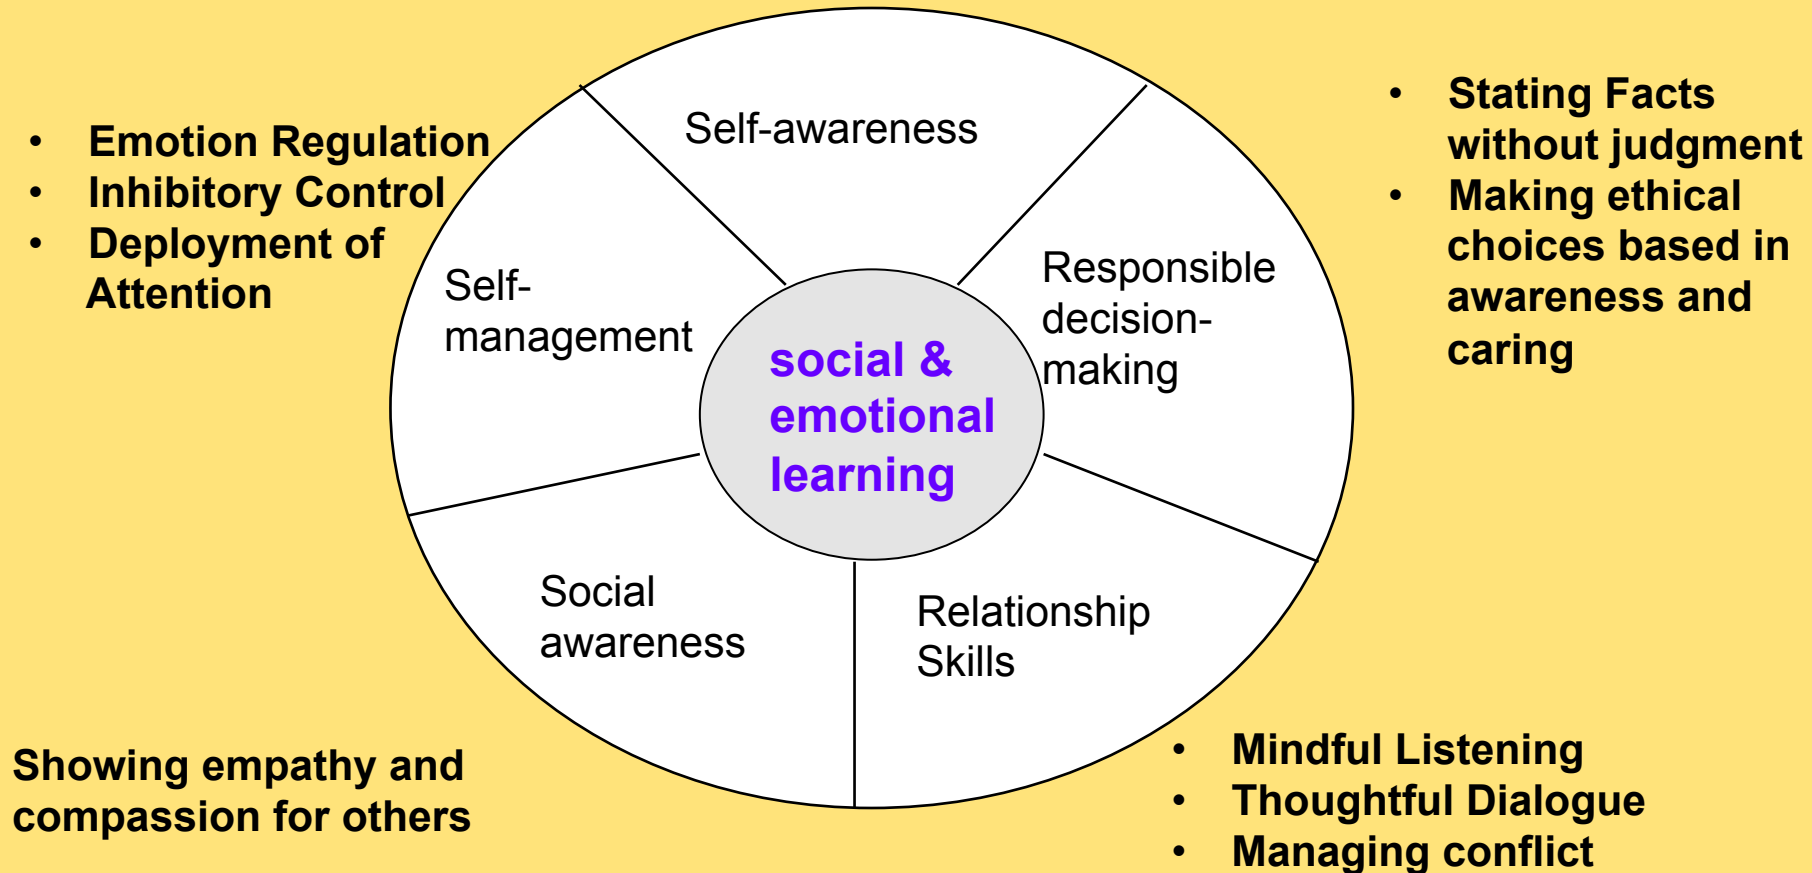 Self-awareness
• Emotion Regulation
• Inhibitory Control
• Deployment of
Attention
Self-
management
• Stating Facts
without judgment
• Making ethical
choices based in
awareness and
caring
Responsible
decision-
making
social &
emotional
learning
Social
awareness
Relationship
Skills
Showing empathy and
compassion for others
• Mindful Listening
• Thoughtful Dialogue
• Managing conflict